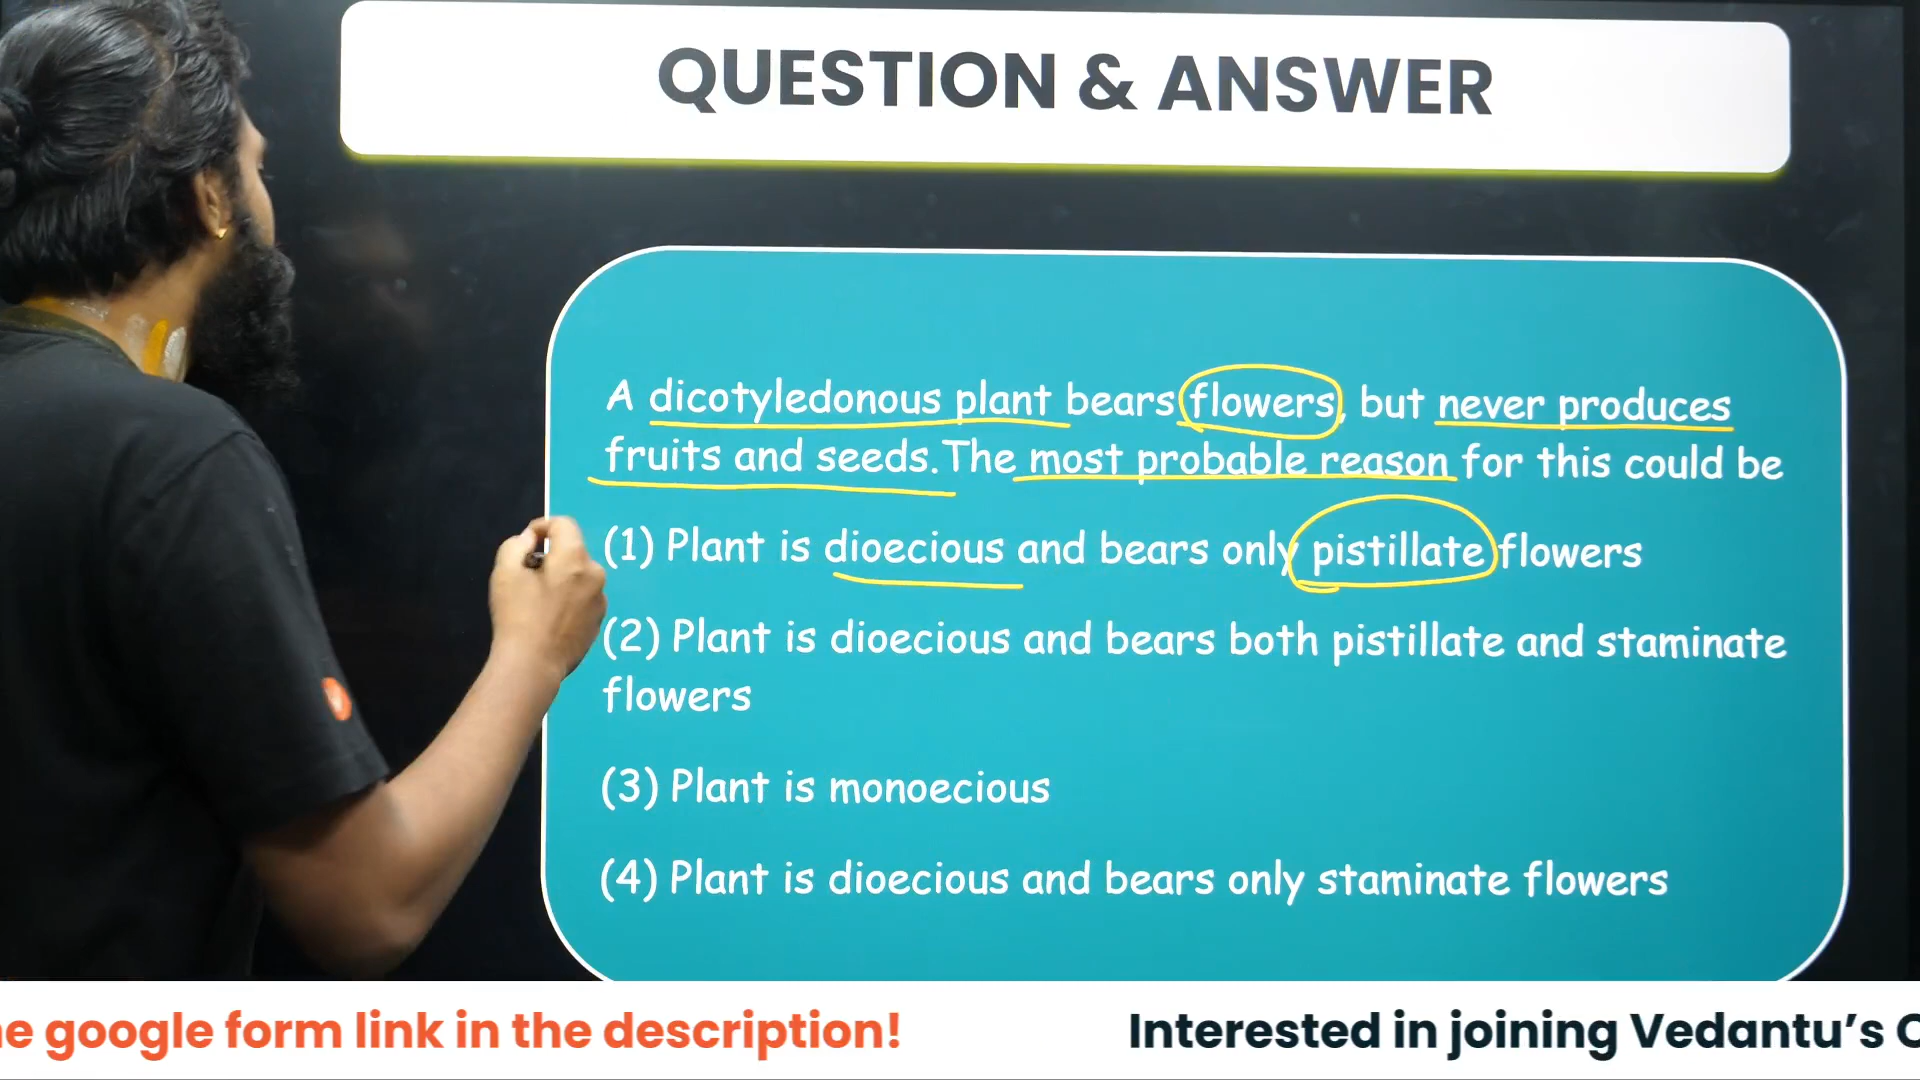 QUESTION & ANSWER
A dicotyledonous plant bears flowers, but never produces
fruits and seeds.The most probable reason for this could be
(1) Plant is dioecious and bears only pistillate flowers
(2) Plant is dioecious and bears both pistillate and staminate
flowers
(3) Plant is monoecious
(4) Plant is dioecious and bears only staminate flowers
e google form link in the description! Interested in joining Vedantu's